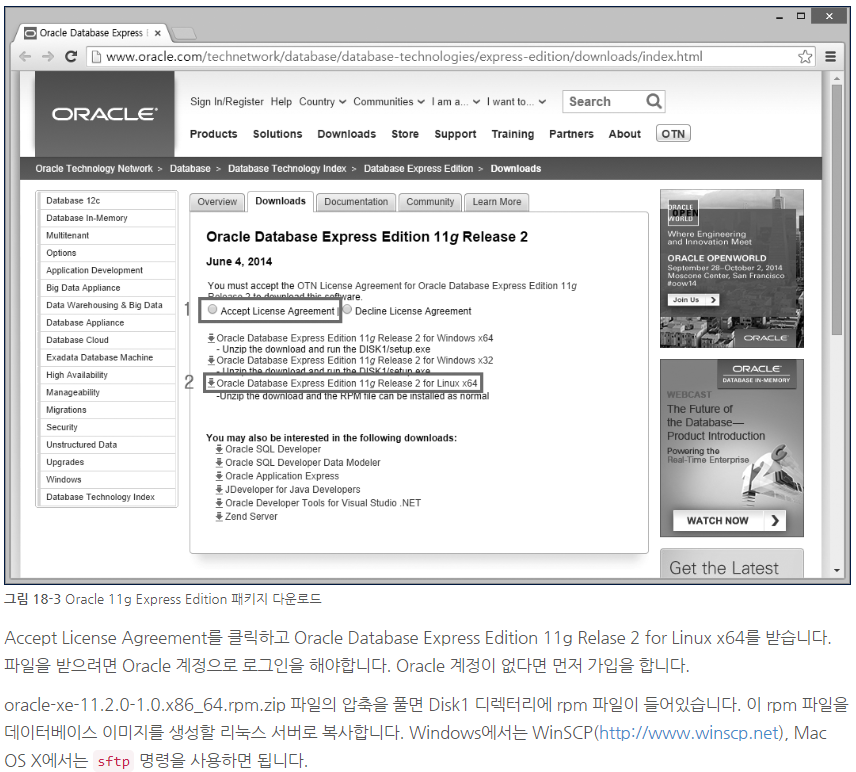 Oracle Database Express
www.oracle.com/technetwork/database/database-technologies/express-edition/downloads/index.html
ORACLE
Sign In/Register Help Country Communities I am a... I want to... Search
Products Solutions Downloads Store Support Training Partners About OTN
Oracle Technology Network > Database > Database Technology Index > Database Express Edition > Downloads
Database 12c
Database In-Memory
Multitenant
Options
Application Development
Big Data Appliance
Data Warehousing & Big Data
Database Appliance
Database Cloud
Exadata Database Machine
High Availability
Manageability
Migrations
Security
Unstructured Data
Upgrades
Windows
Database Technology Index
Overview Downloads Documentation Community Learn More
Oracle Database Express Edition 11g Release 2
June 4, 2014
You must accept the OTN License Agreement for Oracle Database Express Edition 11g
Release 2 to download this software.
1 Accept License Agreement | Decline License Agreement
Oracle Database Express Edition 11g Release 2 for Windows x64
- Unzip the download and run the DISK1/setup.exe
Oracle Database Express Edition 11g Release 2 for Windows x32
- Unzip the download and run the DISK1/setup.exe
2 Oracle Database Express Edition 11g Release 2 for Linux x64
-Unzip the download and the RPM file can be installed as normal
You may also be interested in the following downloads:
Oracle SQL Developer
Oracle SQL Developer Data Modeler
Oracle Application Express
JDeveloper for Java Developers
Oracle Developer Tools for Visual Studio .NET
Zend Server
ORACLE
OPEN
WORLD
Where Engineering
and Innovation Meet
ORACLE OPENWORLD
September 28–October 2, 2014
Moscone Center, San Francisco
#oow14
Join Us
ORACLE
ORACLE
DATABASE IN-MEMORY
WEBCAST
The Future of
the Database—
Product Introduction
Powering the
Real-Time Enterprise
WATCH NOW
Get the Latest
그림 18-3 Oracle 11g Express Edition 패키지 다운로드
Accept License Agreement를 클릭하고 Oracle Database Express Edition 11g Relase 2 for Linux x64를 받습니다.
파일을 받으려면 Oracle 계정으로 로그인을 해야합니다. Oracle 계정이 없다면 먼저 가입을 합니다.
oracle-xe-11.2.0-1.0.x86_64.rpm.zip 파일의 압축을 풀면 Disk1 디렉터리에 rpm 파일이 들어있습니다. 이 rpm 파일을
데이터베이스 이미지를 생성할 리눅스 서버로 복사합니다. Windows에서는 WinSCP(http://www.winscp.net), Mac
OS X에서는 sftp 명령을 사용하면 됩니다.